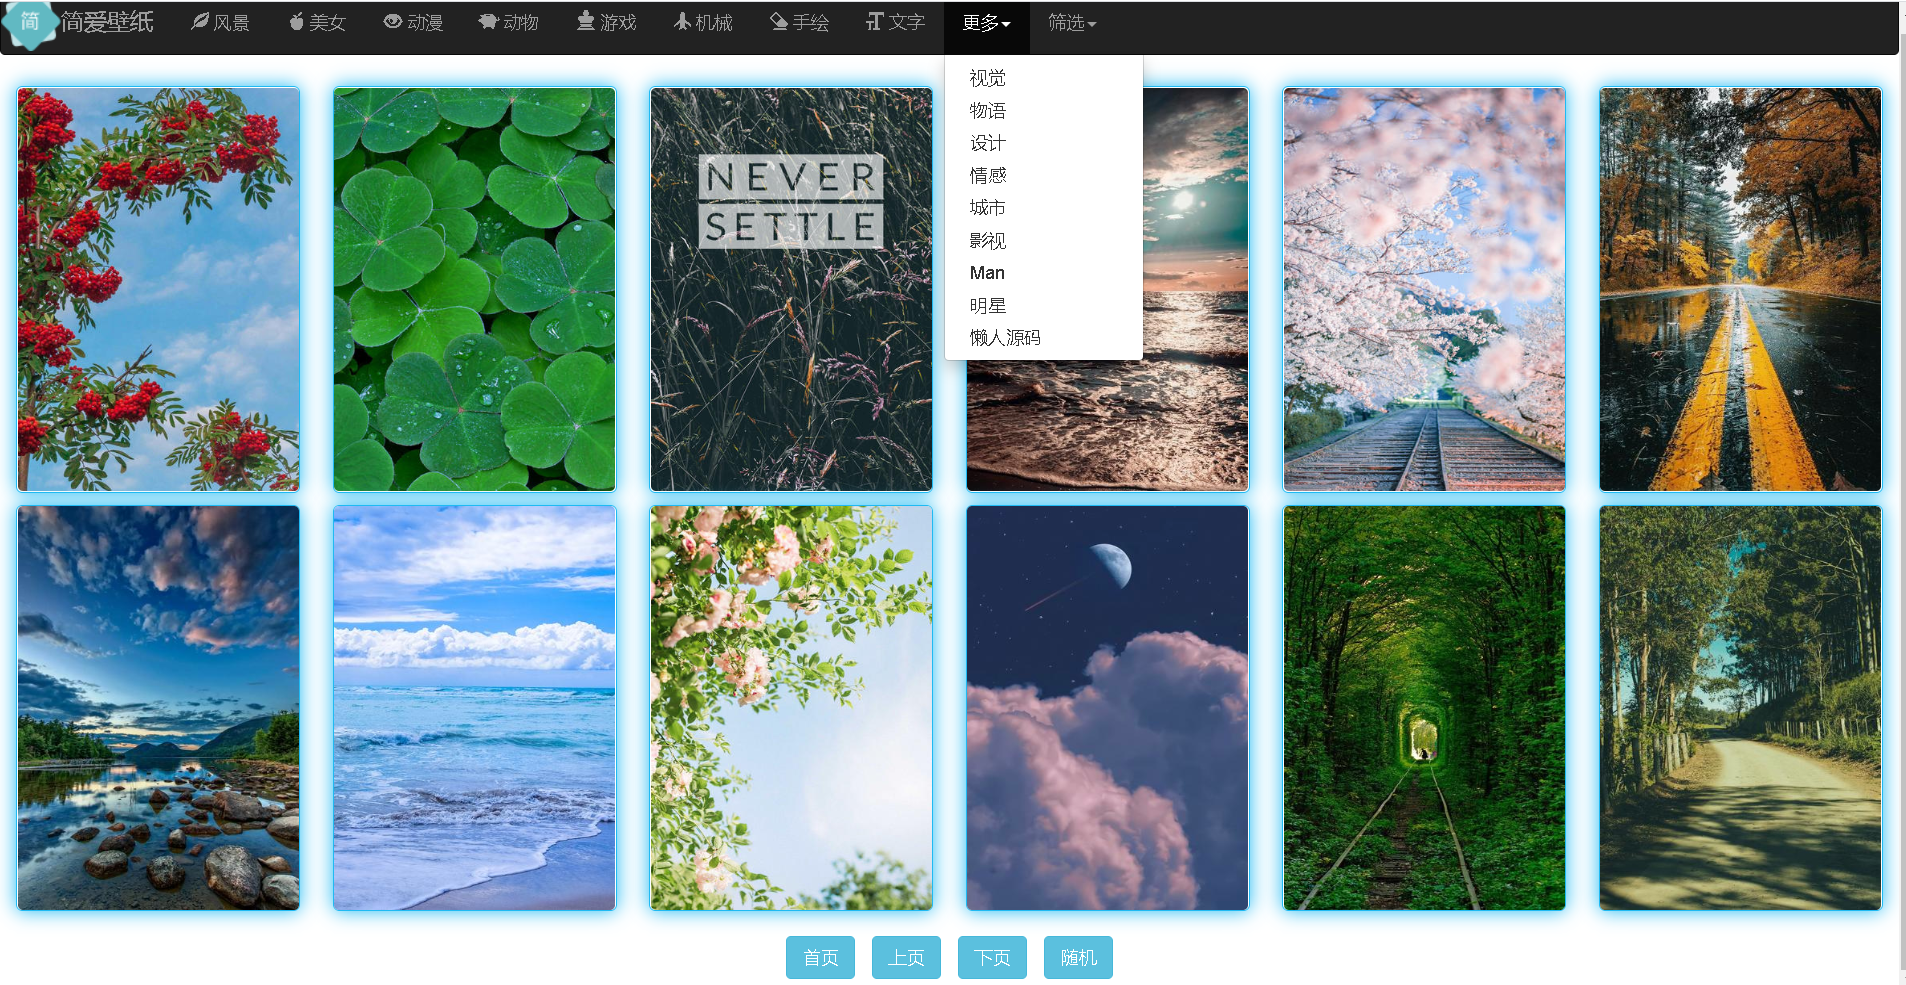 简 简爱壁纸 风景 美女 动漫 动物 游戏 机械 手绘 文字 更多 筛选
视觉
物语
设计
情感
城市
影视
Man
明星
懒人源码
NEVER
SETTLE
首页 上页 下页 随机